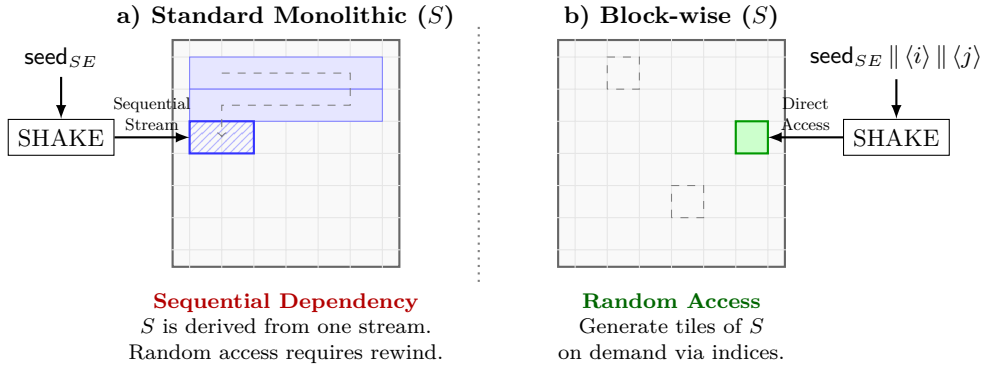 a) Standard Monolithic (S)
seed_SE
SHAKE
Sequential
Stream
Sequential Dependency
S is derived from one stream.
Random access requires rewind.
b) Block-wise (S)
seed_SE ∥ ⟨i⟩ ∥ ⟨j⟩
Direct
Access
SHAKE
Random Access
Generate tiles of S
on demand via indices.